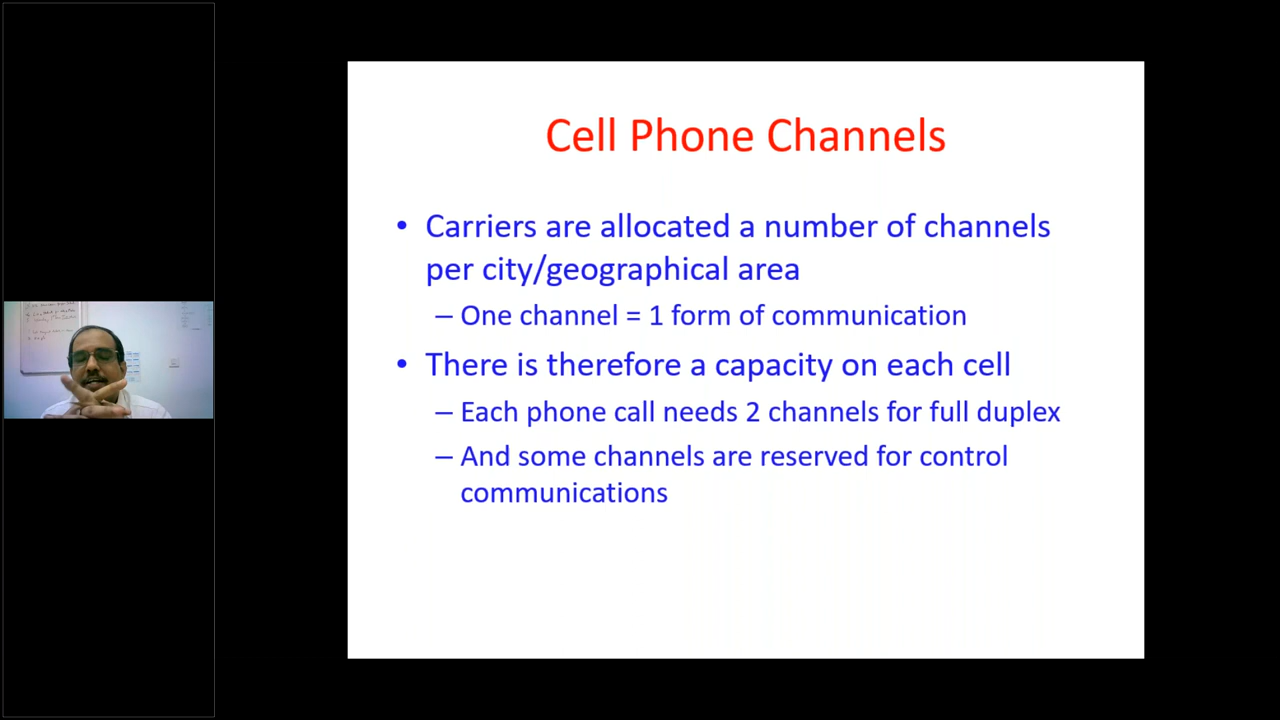 Cell Phone Channels
• Carriers are allocated a number of channels
per city/geographical area
– One channel = 1 form of communication
• There is therefore a capacity on each cell
– Each phone call needs 2 channels for full duplex
– And some channels are reserved for control
communications